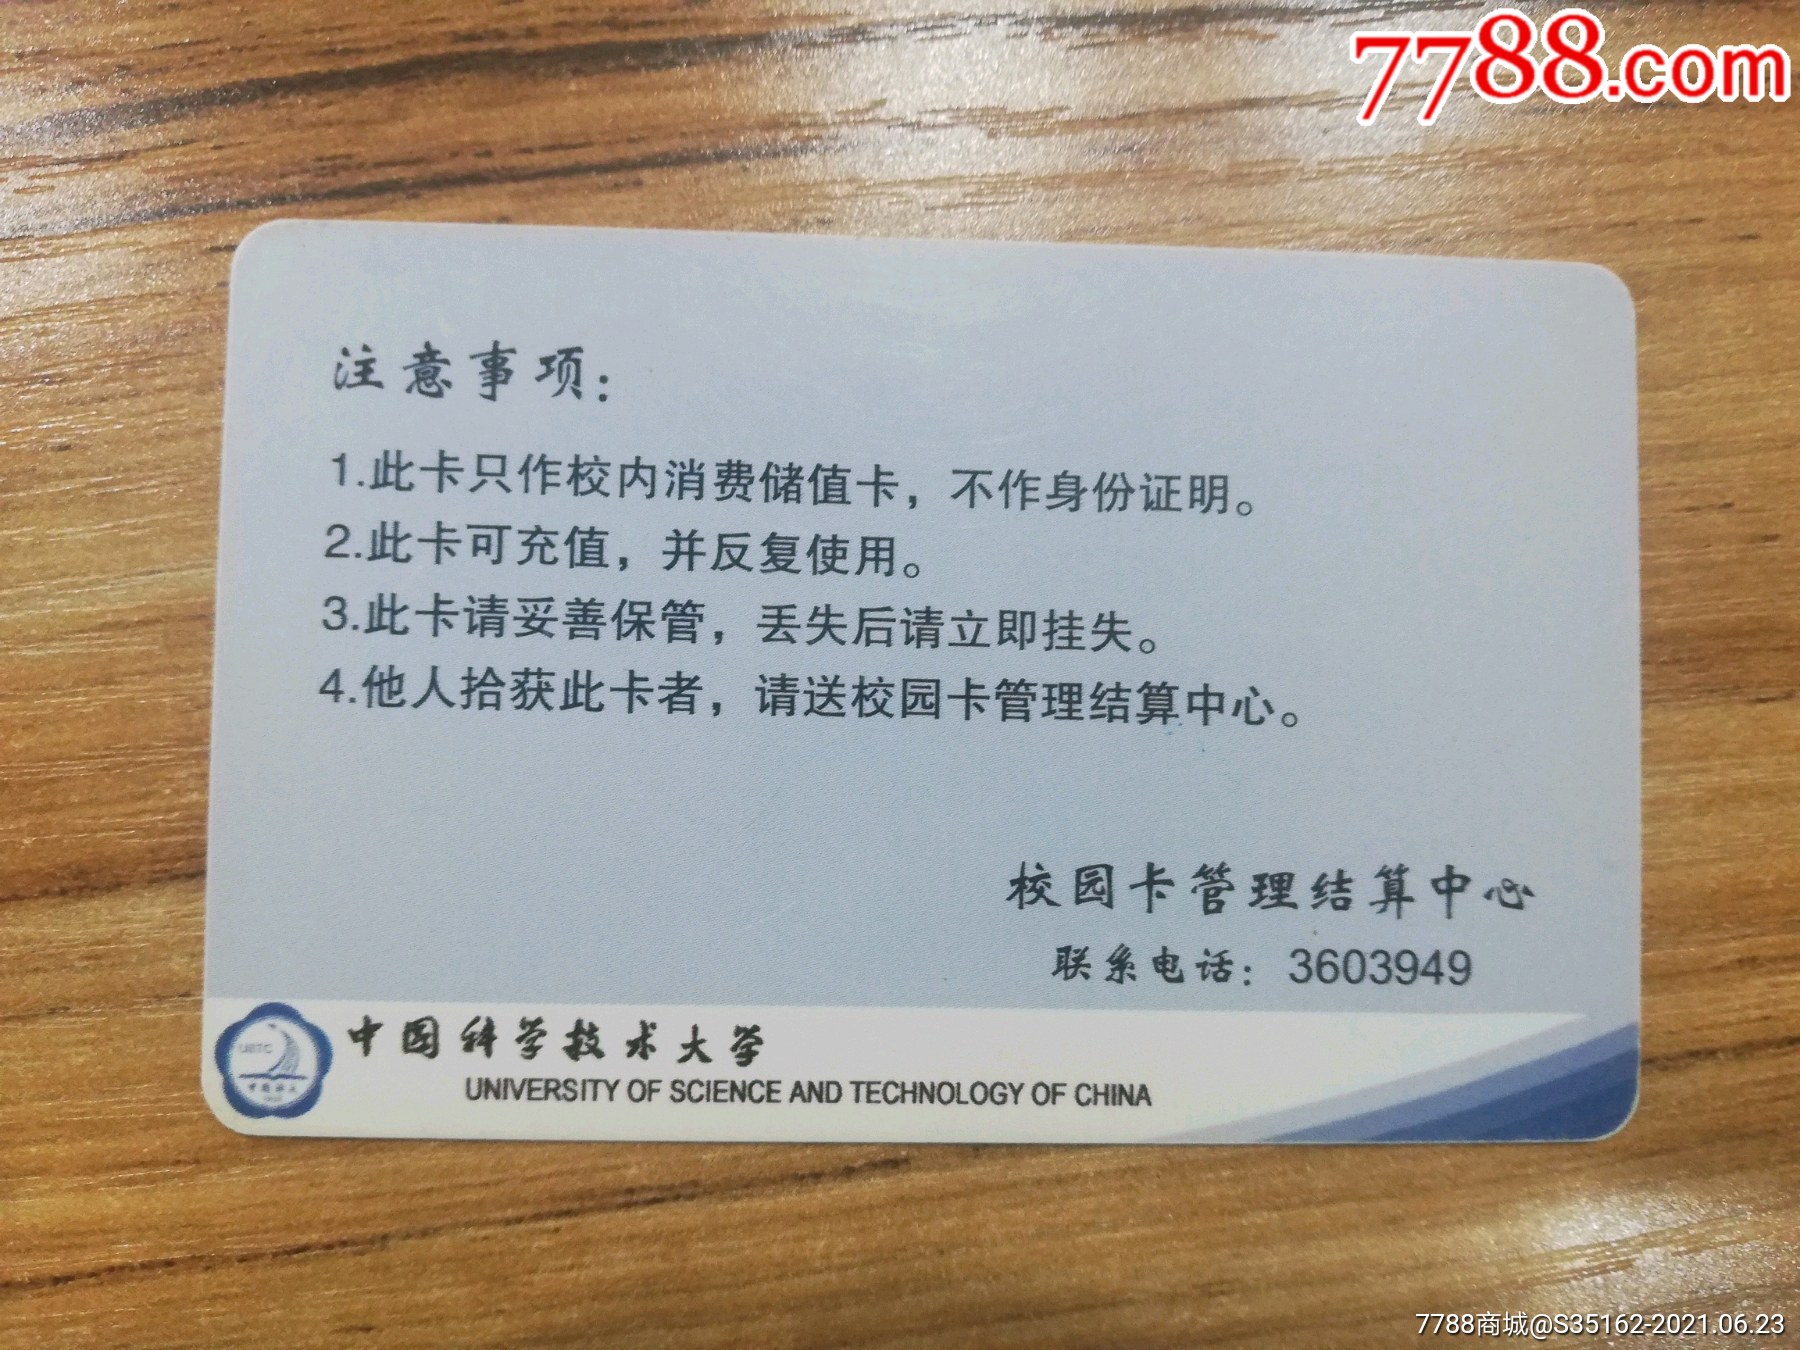 7788.com
注意事项：
1.此卡只作校内消费储值卡，不作身份证明。
2.此卡可充值，并反复使用。
3.此卡请妥善保管，丢失后请立即挂失。
4.他人拾获此卡者，请送校园卡管理结算中心。
校园卡管理结算中心
联系电话：3603949
中国科学技术大学
UNIVERSITY OF SCIENCE AND TECHNOLOGY OF CHINA
7788商城@S35162-2021.06.23